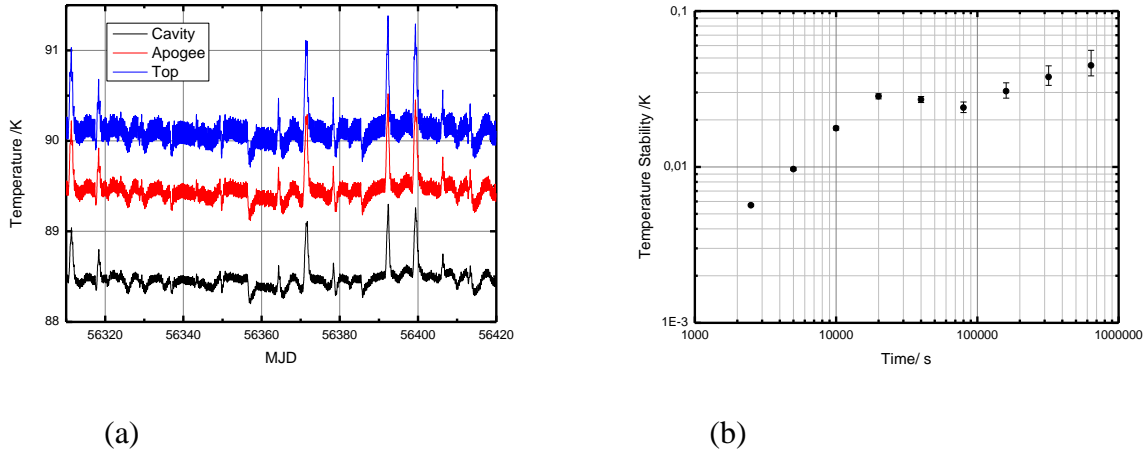 Cavity
Apogee
Top
91
90
89
88
Temperature /K
56320
56340
56360
56380
56400
56420
MJD
(a)
0,1
0,01
1E-3
Temperature Stability /K
1000
10000
100000
1000000
Time/ s
(b)